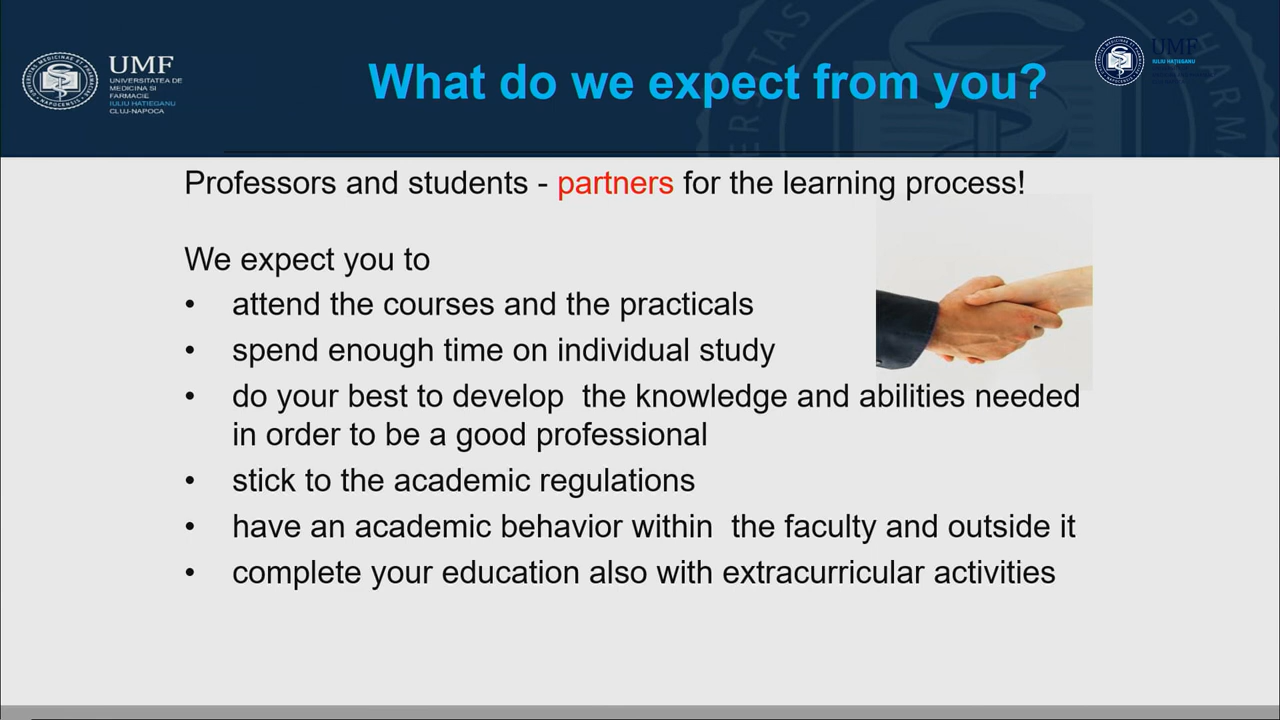 UMF
UNIVERSITATEA DE
MEDICINA SI
FARMACIE
IULIU HATIEGANU
CLUJ-NAPOCA
What do we expect from you?
UMF
IULIU HATIEGANU
Professors and students - partners for the learning process!
We expect you to
• attend the courses and the practicals
• spend enough time on individual study
• do your best to develop  the knowledge and abilities needed
in order to be a good professional
• stick to the academic regulations
• have an academic behavior within  the faculty and outside it
• complete your education also with extracurricular activities